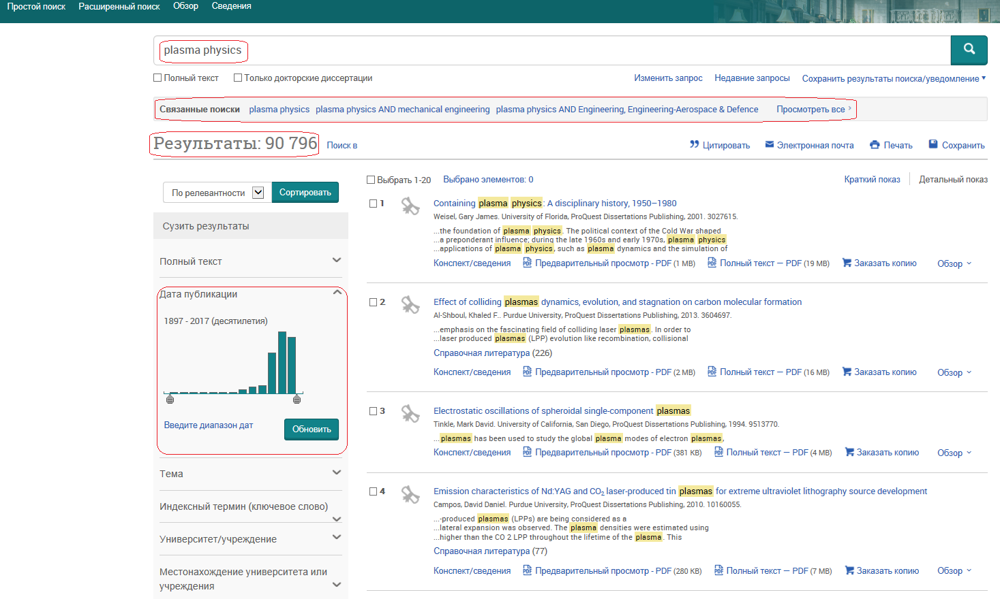 Простой поиск Расширенный поиск Обзор Сведения
plasma physics
Полный текст Только докторские диссертации Изменить запрос Недавние запросы Сохранить результаты поиска/уведомление
Связанные поиски plasma physics plasma physics AND mechanical engineering plasma physics AND Engineering, Engineering-Aerospace & Defence Просмотреть все
Результаты: 90 796 Поиск в Цитировать Электронная почта Печать Сохранить
По релевантности Сортировать
Сузить результаты
Полный текст
Дата публикации
1897 - 2017 (десятилетия)
Введите диапазон дат Обновить
Тема
Индексный термин (ключевое слово)
Университет/учреждение
Местонахождение университета или
учреждения
Выбрать 1-20 Выбрано элементов: 0 Краткий показ Детальный показ
1 Containing plasma physics: A disciplinary history, 1950–1980
Weisel, Gary James. University of Florida, ProQuest Dissertations Publishing, 2001. 3027615.
...the foundation of plasma physics. The political context of the Cold War shaped
...a preponderant influence; during the late 1960s and early 1970s, plasma physics
...applications of plasma physics, such as plasma dynamics and the simulation of
Конспект/сведения PDF Предварительный просмотр - PDF (1 MB) PDF Полный текст — PDF (19 MB) Заказать копию Обзор
2 Effect of colliding plasmas dynamics, evolution, and stagnation on carbon molecular formation
Al-Shboul, Khaled F.. Purdue University, ProQuest Dissertations Publishing, 2013. 3604697.
...emphasis on the fascinating field of colliding laser plasmas. In order to
...laser produced plasmas (LPP) evolution like recombination, collisional
Справочная литература (226)
Конспект/сведения PDF Предварительный просмотр - PDF (2 MB) PDF Полный текст — PDF (16 MB) Заказать копию Обзор
3 Electrostatic oscillations of spheroidal single-component plasmas
Tinkle, Mark David. University of California, San Diego, ProQuest Dissertations Publishing, 1994. 9513770.
...plasmas has been used to study the global plasma modes of electron plasmas,
Конспект/сведения PDF Предварительный просмотр - PDF (381 KB) PDF Полный текст — PDF (4 MB) Заказать копию Обзор
4 Emission characteristics of Nd:YAG and CO₂ laser-produced tin plasmas for extreme ultraviolet lithography source development
Campos, David Daniel. Purdue University, ProQuest Dissertations Publishing, 2010. 10160055.
...-produced plasmas (LPPs) are being considered as a
...lateral expansion was observed. The plasma densities were estimated using
...higher than the CO 2 LPP throughout the lifetime of the plasma. This
Справочная литература (77)
Конспект/сведения PDF Предварительный просмотр - PDF (280 KB) PDF Полный текст — PDF (7 MB) Заказать копию Обзор